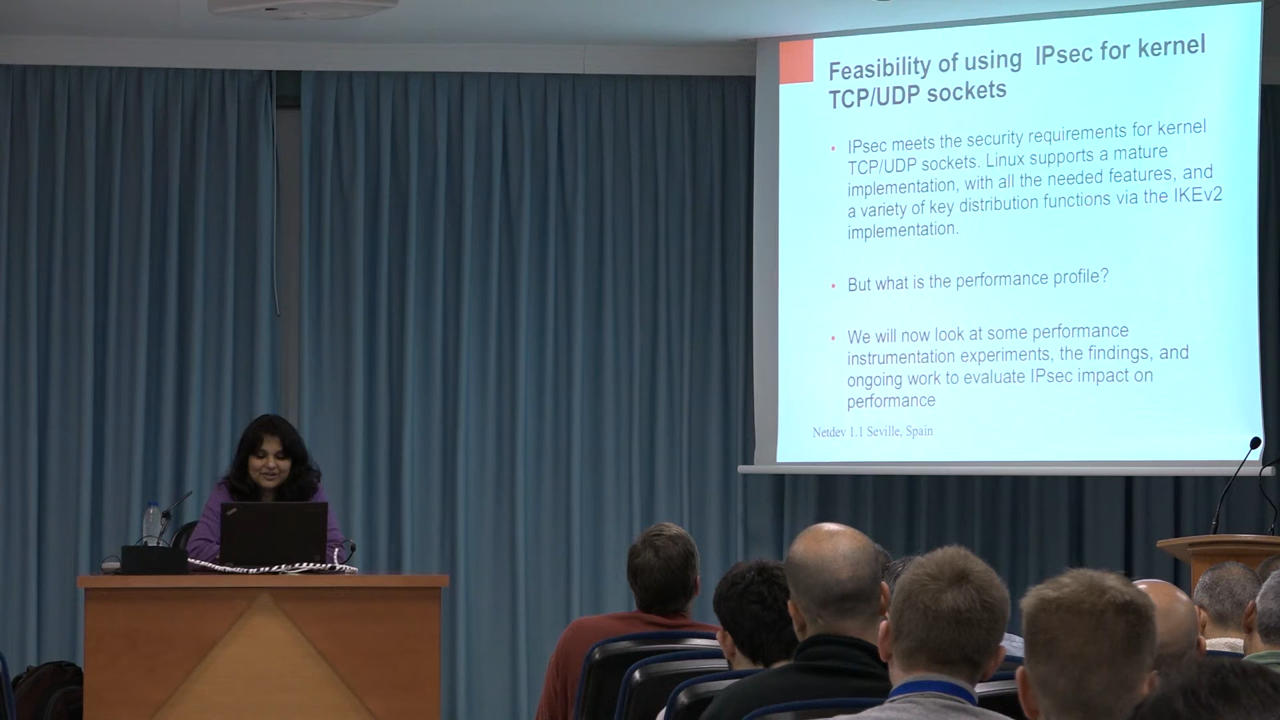 Feasibility of using IPsec for kernel
TCP/UDP sockets
• IPsec meets the security requirements for kernel
TCP/UDP sockets. Linux supports a mature
implementation, with all the needed features, and
a variety of key distribution functions via the IKEv2
implementation.
• But what is the performance profile?
• We will now look at some performance
instrumentation experiments, the findings, and
ongoing work to evaluate IPsec impact on
performance
Netdev 1.1 Seville, Spain